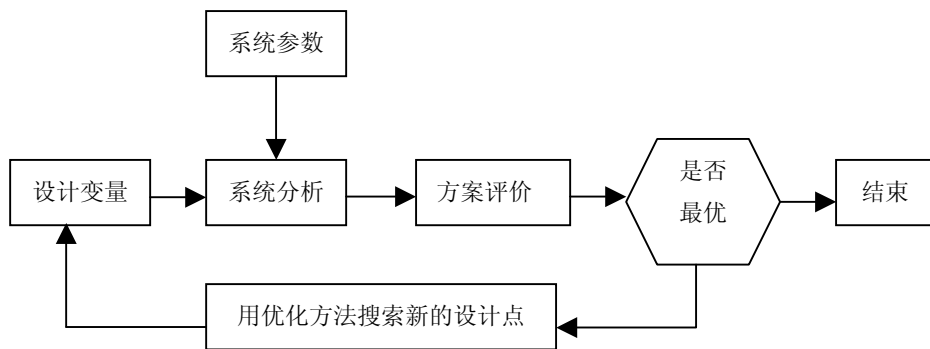 系统参数
设计变量
系统分析
方案评价
是否
最优
结束
用优化方法搜索新的设计点